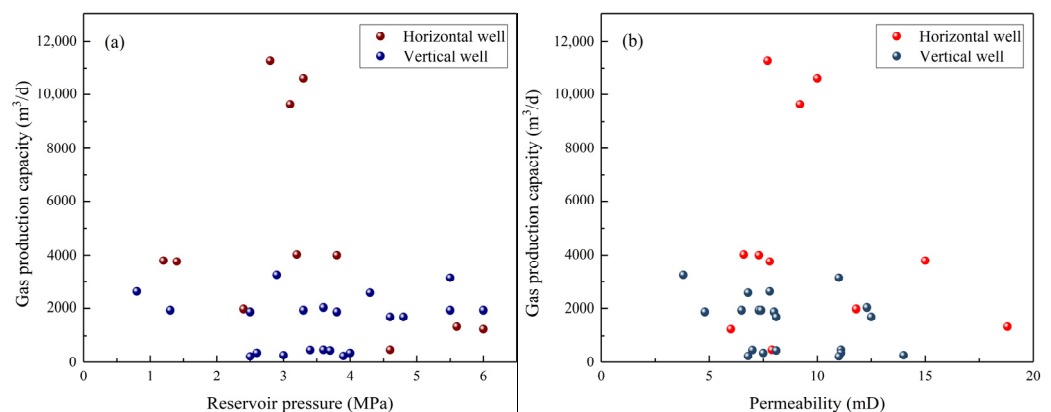 (a)
Horizontal well
Vertical well
12,000
10,000
8000
6000
4000
2000
0
0 1 2 3 4 5 6
Gas production capacity (m³/d)
Reservoir pressure (MPa)
(b)
Horizontal well
Vertical well
12,000
10,000
8000
6000
4000
2000
0
0 5 10 15 20
Gas production capacity (m³/d)
Permeability (mD)